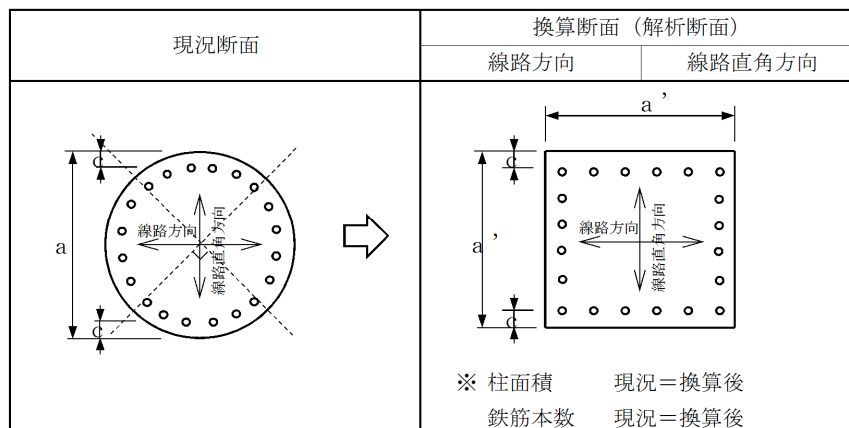 現況断面
換算断面（解析断面）
線路方向
線路直角方向
a
c
c
線路方向
線路直角方向
a’
a’
c
c
線路方向
線路直角方向
※ 柱面積　現況＝換算後
鉄筋本数　現況＝換算後